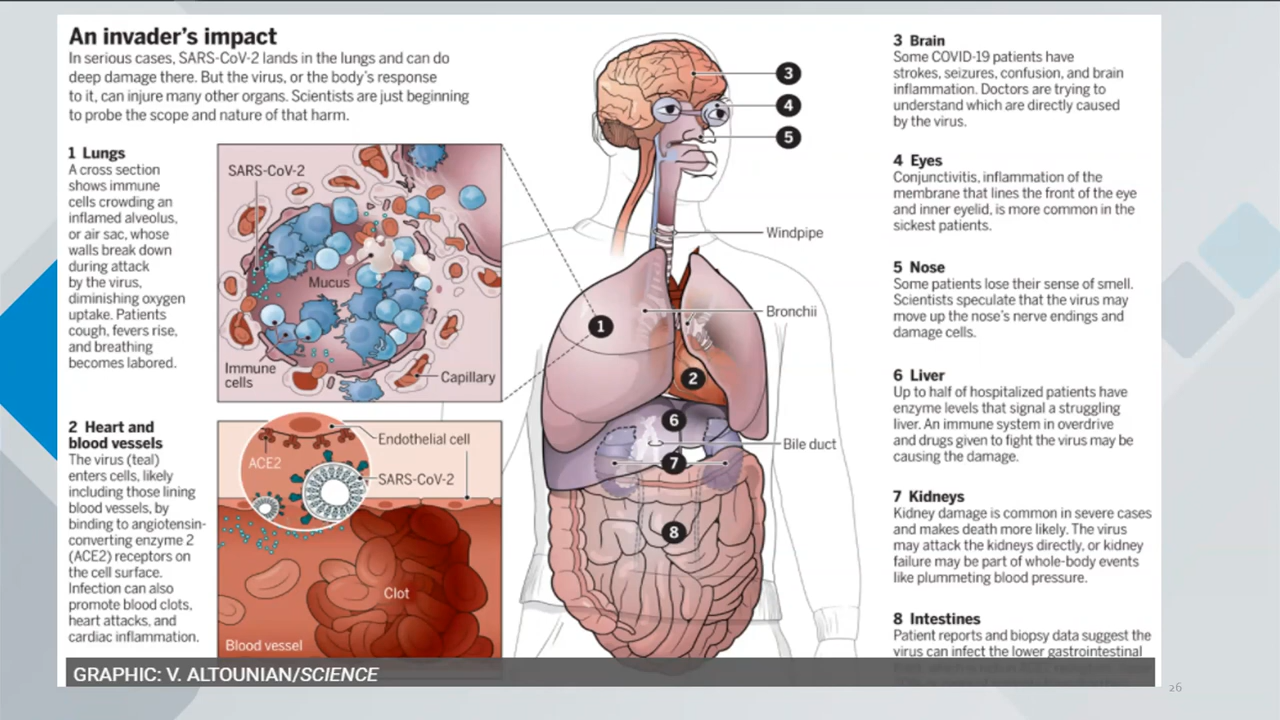 An invader's impact
In serious cases, SARS-CoV-2 lands in the lungs and can do
deep damage there. But the virus, or the body's response
to it, can injure many other organs. Scientists are just beginning
to probe the scope and nature of that harm.
1 Lungs
A cross section
shows immune
cells crowding an
inflamed alveolus,
or air sac, whose
walls break down
during attack
by the virus,
diminishing oxygen
uptake. Patients
cough, fevers rise,
and breathing
becomes labored.
SARS-CoV-2
Mucus
Immune
cells
Capillary
2 Heart and
blood vessels
The virus (teal)
enters cells, likely
including those lining
blood vessels, by
binding to angiotensin-
converting enzyme 2
(ACE2) receptors on
the cell surface.
Infection can also
promote blood clots,
heart attacks, and
cardiac inflammation.
Endothelial cell
ACE2
SARS-CoV-2
Clot
Blood vessel
3
4
5
Windpipe
Bronchii
1
2
6
Bile duct
7
8
3 Brain
Some COVID-19 patients have
strokes, seizures, confusion, and brain
inflammation. Doctors are trying to
understand which are directly caused
by the virus.
4 Eyes
Conjunctivitis, inflammation of the
membrane that lines the front of the eye
and inner eyelid, is more common in the
sickest patients.
5 Nose
Some patients lose their sense of smell.
Scientists speculate that the virus may
move up the nose's nerve endings and
damage cells.
6 Liver
Up to half of hospitalized patients have
enzyme levels that signal a struggling
liver. An immune system in overdrive
and drugs given to fight the virus may be
causing the damage.
7 Kidneys
Kidney damage is common in severe cases
and makes death more likely. The virus
may attack the kidneys directly, or kidney
failure may be part of whole-body events
like plummeting blood pressure.
8 Intestines
Patient reports and biopsy data suggest the
virus can infect the lower gastrointestinal
GRAPHIC: V. ALTOUNIAN/SCIENCE
26